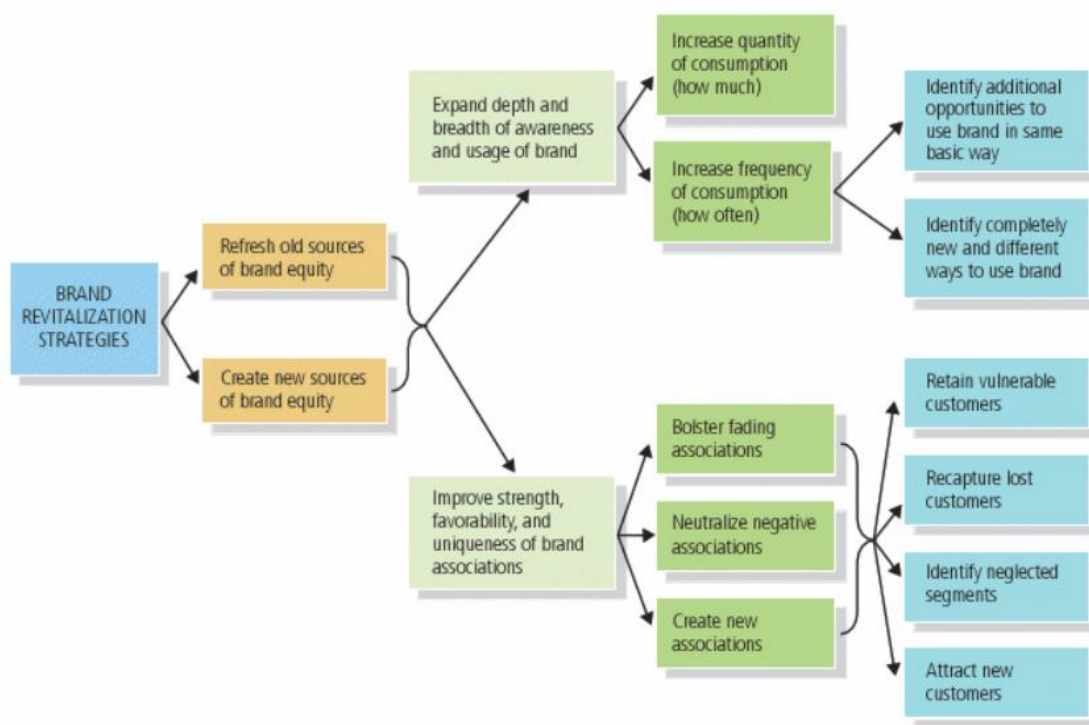 BRAND
REVITALIZATION
STRATEGIES
Refresh old sources
of brand equity
Create new sources
of brand equity
Expand depth and
breadth of awareness
and usage of brand
Improve strength,
favorability, and
uniqueness of brand
associations
Increase quantity
of consumption
(how much)
Increase frequency
of consumption
(how often)
Bolster fading
associations
Neutralize negative
associations
Create new
associations
Identify additional
opportunities to
use brand in same
basic way
Identify completely
new and different
ways to use brand
Retain vulnerable
customers
Recapture lost
customers
Identify neglected
segments
Attract new
customers